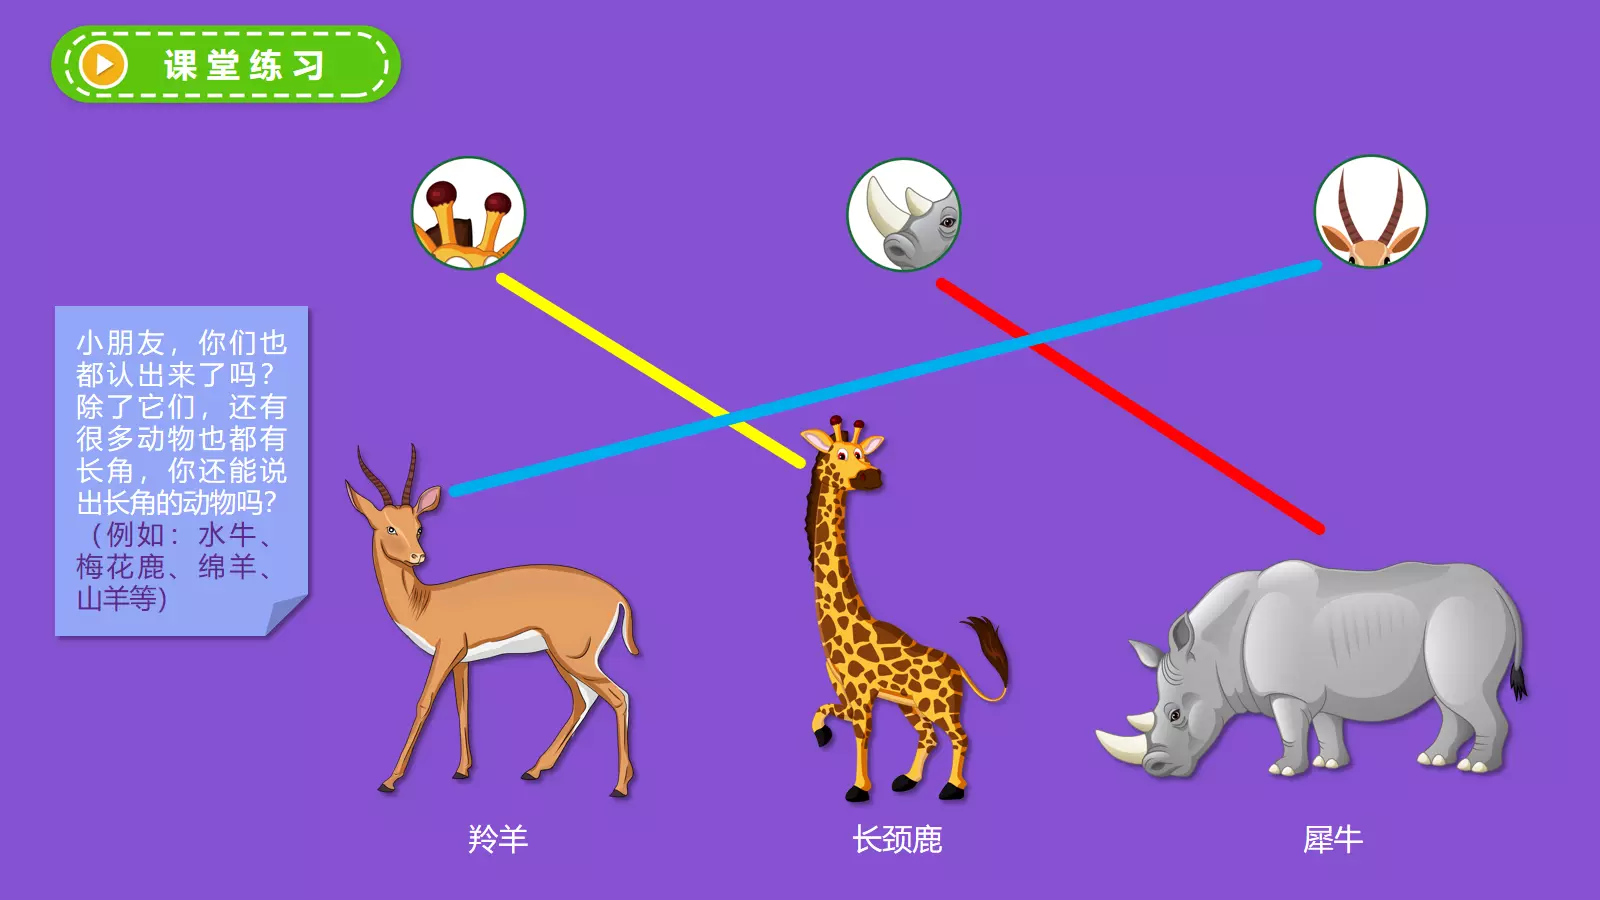 课堂练习
小朋友，你们也
都认出来了吗？
除了它们，还有
很多动物也都有
长角，你还能说
出长角的动物吗？
（例如：水牛、
梅花鹿、绵羊、
山羊等）
羚羊
长颈鹿
犀牛